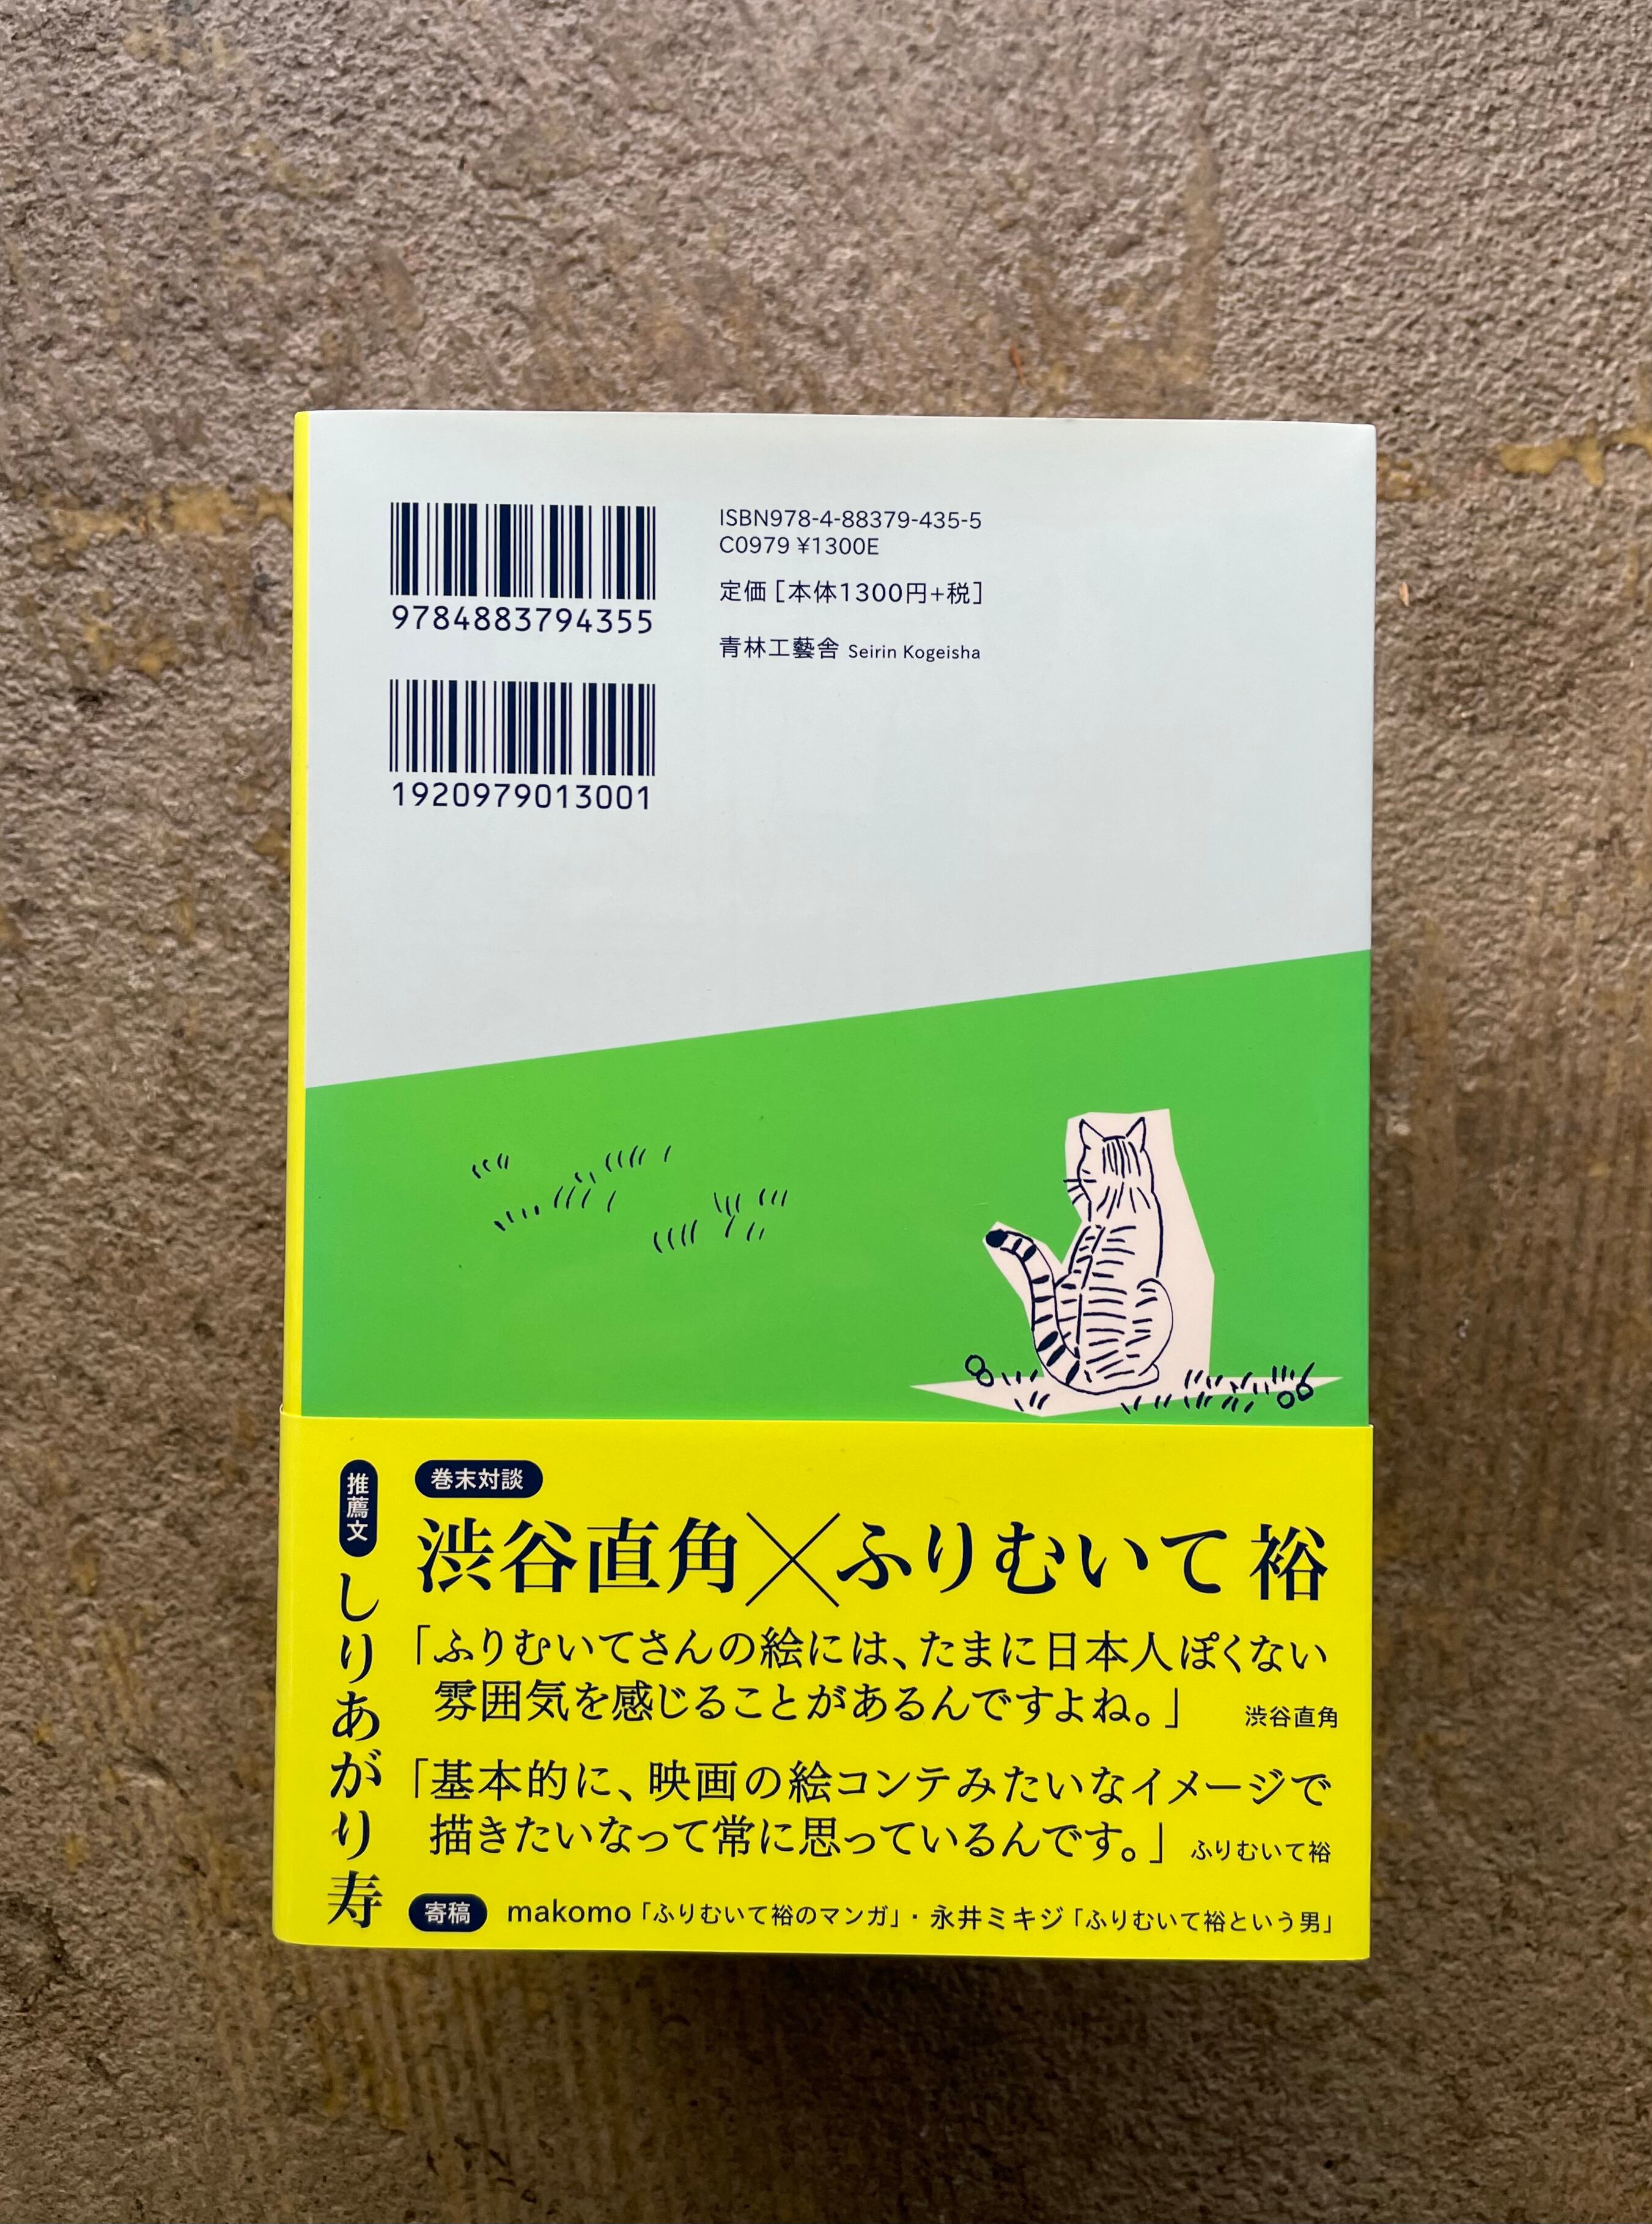 ISBN978-4-88379-435-5
C0979 ¥1300E
定価［本体1300円+税］
青林工藝舎 Seirin Kogeisha
9784883794355
1920979013001
推薦文
しりあがり寿
巻末対談
渋谷直角×ふりむいて裕
「ふりむいてさんの絵には、たまに日本人ぽくない
雰囲気を感じることがあるんですよね。」 渋谷直角
「基本的に、映画の絵コンテみたいなイメージで
描きたいなって常に思っているんです。」 ふりむいて裕
寄稿 makomo「ふりむいて裕のマンガ」・永井ミキジ「ふりむいて裕という男」